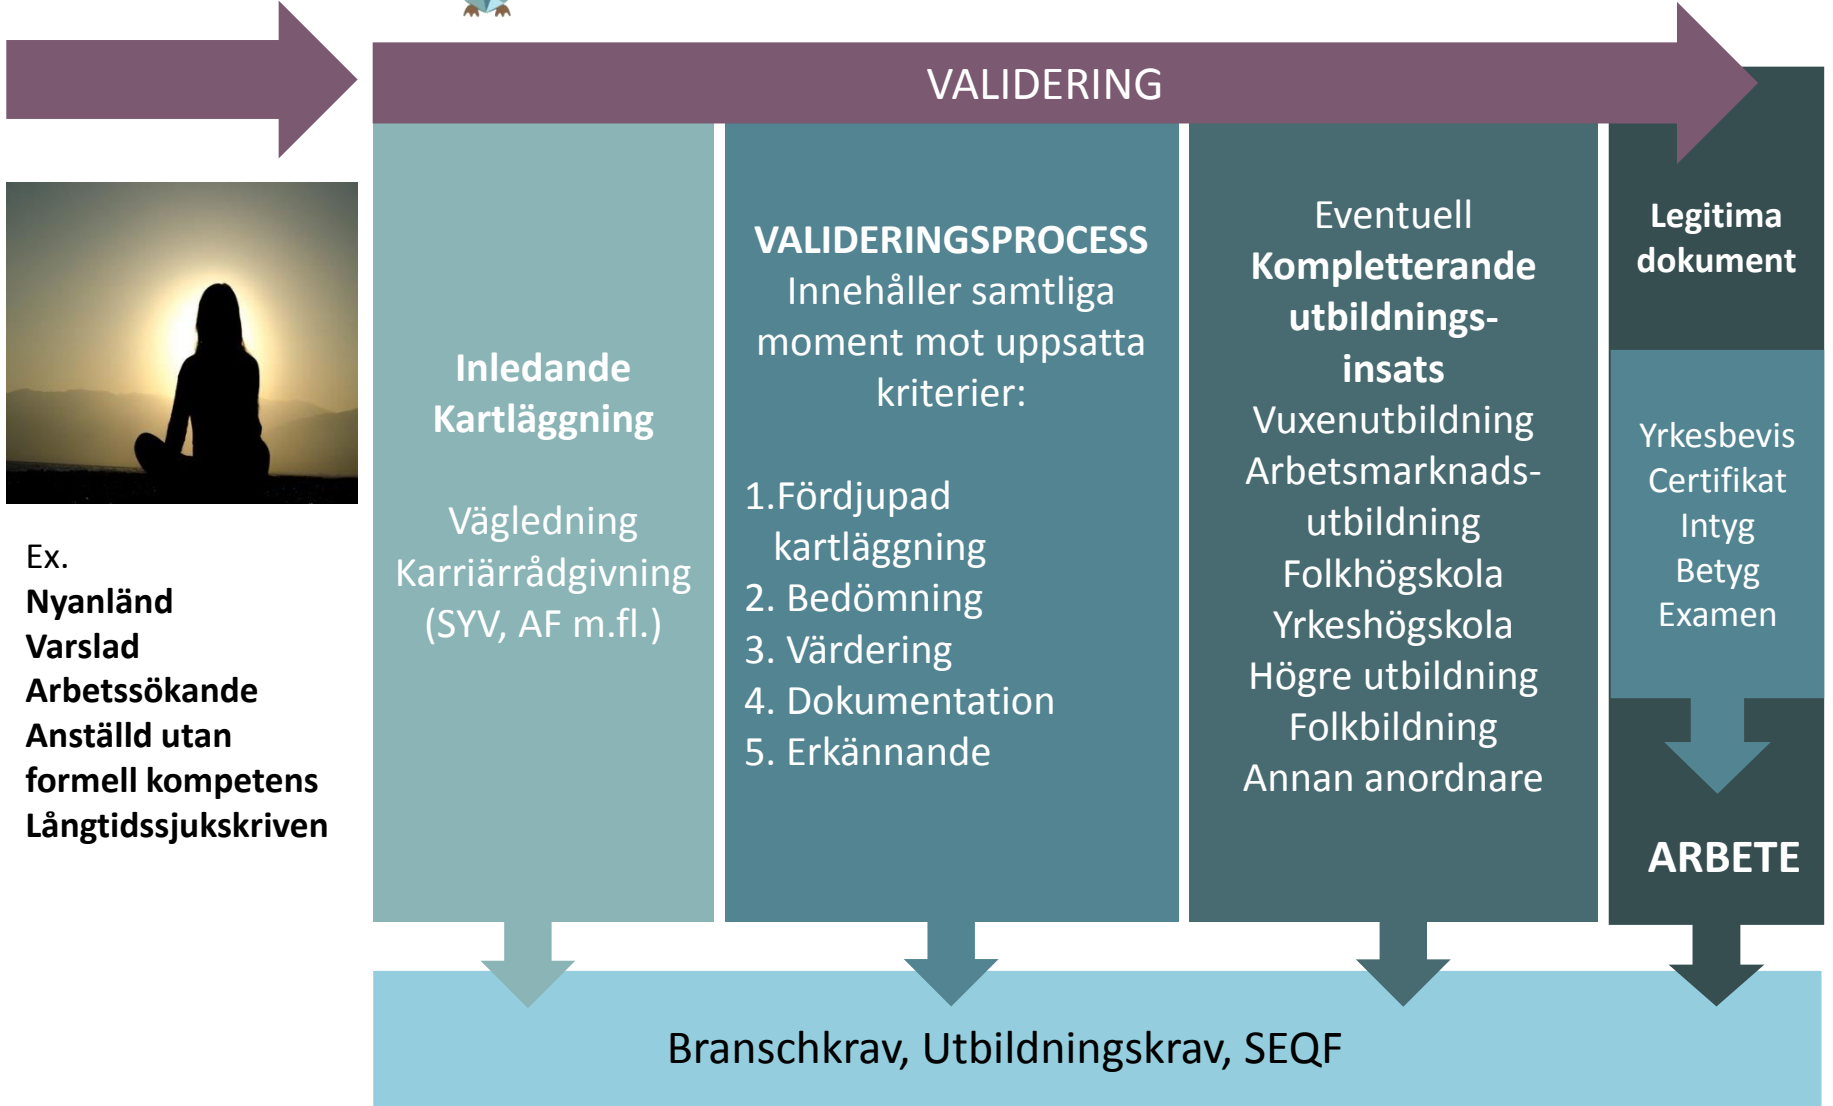 VALIDERING
Ex.
Nyanländ
Varslad
Arbetssökande
Anställd utan
formell kompetens
Långtidssjukskriven
Inledande
Kartläggning
Vägledning
Karriärrådgivning
(SYV, AF m.fl.)
VALIDERINGSPROCESS
Innehåller samtliga
moment mot uppsatta
kriterier:
1.Fördjupad
kartläggning
2. Bedömning
3. Värdering
4. Dokumentation
5. Erkännande
Eventuell
Kompletterande
utbildnings-
insats
Vuxenutbildning
Arbetsmarknads-
utbildning
Folkhögskola
Yrkeshögskola
Högre utbildning
Folkbildning
Annan anordnare
Legitima
dokument
Yrkesbevis
Certifikat
Intyg
Betyg
Examen
ARBETE
Branschkrav, Utbildningskrav, SEQF